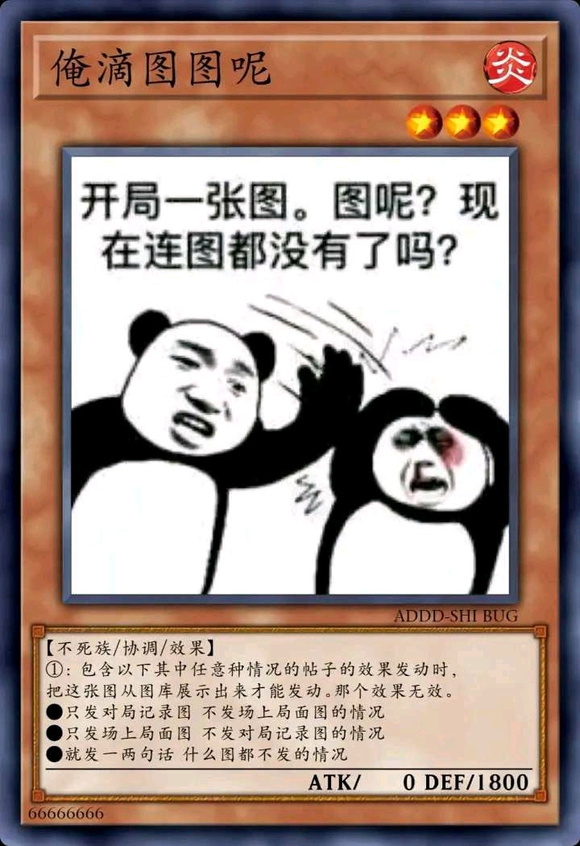 俺滴图图呢
炎
开局一张图。图呢？现
在连图都没有了吗？
ADDD-SHI BUG
【不死族/协调/效果】
①：包含以下其中任意种情况的帖子的效果发动时，
把这张图从图库展示出来才能发动。那个效果无效。
●只发对局记录图 不发场上局面图的情况
●只发场上局面图 不发对局记录图的情况
●就发一两句话 什么图都不发的情况
ATK/ 0 DEF/1800
66666666